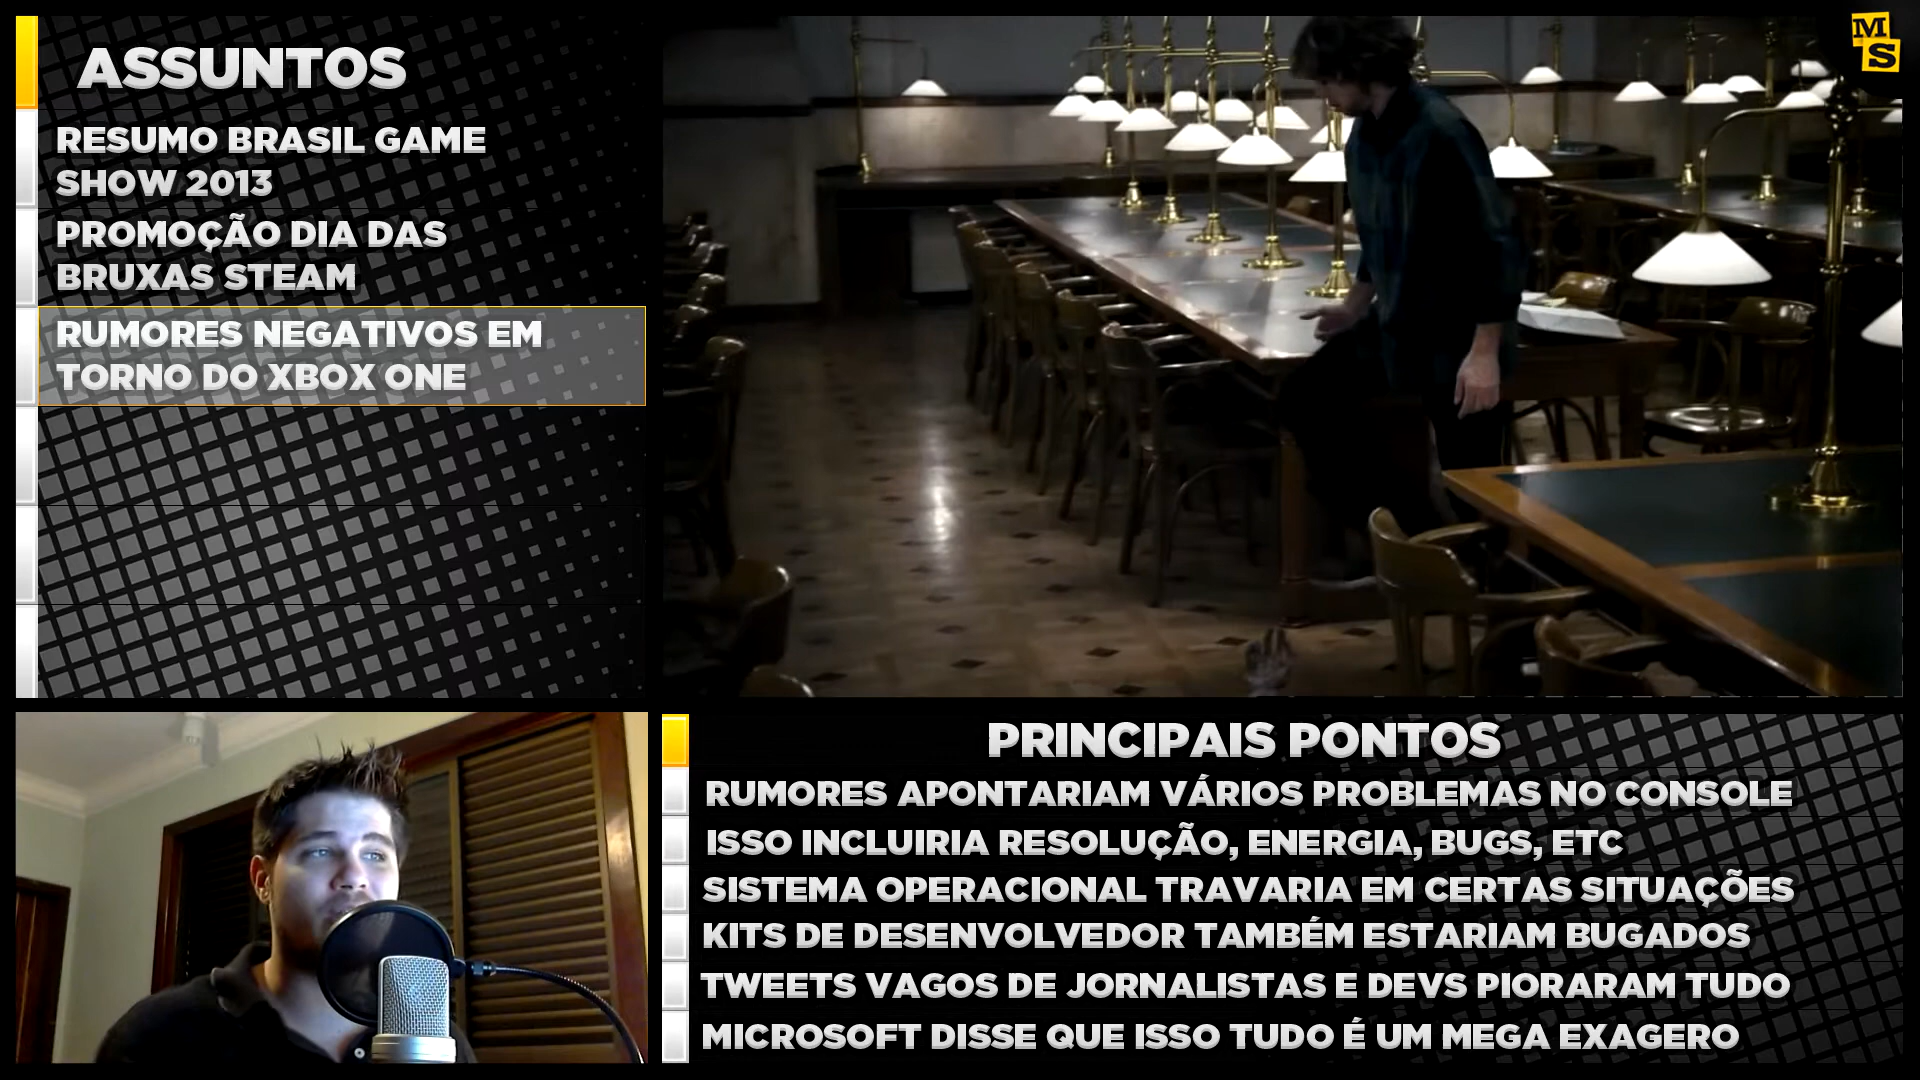 ASSUNTOS
RESUMO BRASIL GAME
SHOW 2013
PROMOÇÃO DIA DAS
BRUXAS STEAM
RUMORES NEGATIVOS EM
TORNO DO XBOX ONE
MS
PRINCIPAIS PONTOS
RUMORES APONTARIAM VÁRIOS PROBLEMAS NO CONSOLE
ISSO INCLUIRIA RESOLUÇÃO, ENERGIA, BUGS, ETC
SISTEMA OPERACIONAL TRAVARIA EM CERTAS SITUAÇÕES
KITS DE DESENVOLVEDOR TAMBÉM ESTARIAM BUGADOS
TWEETS VAGOS DE JORNALISTAS E DEVS PIORARAM TUDO
MICROSOFT DISSE QUE ISSO TUDO É UM MEGA EXAGERO